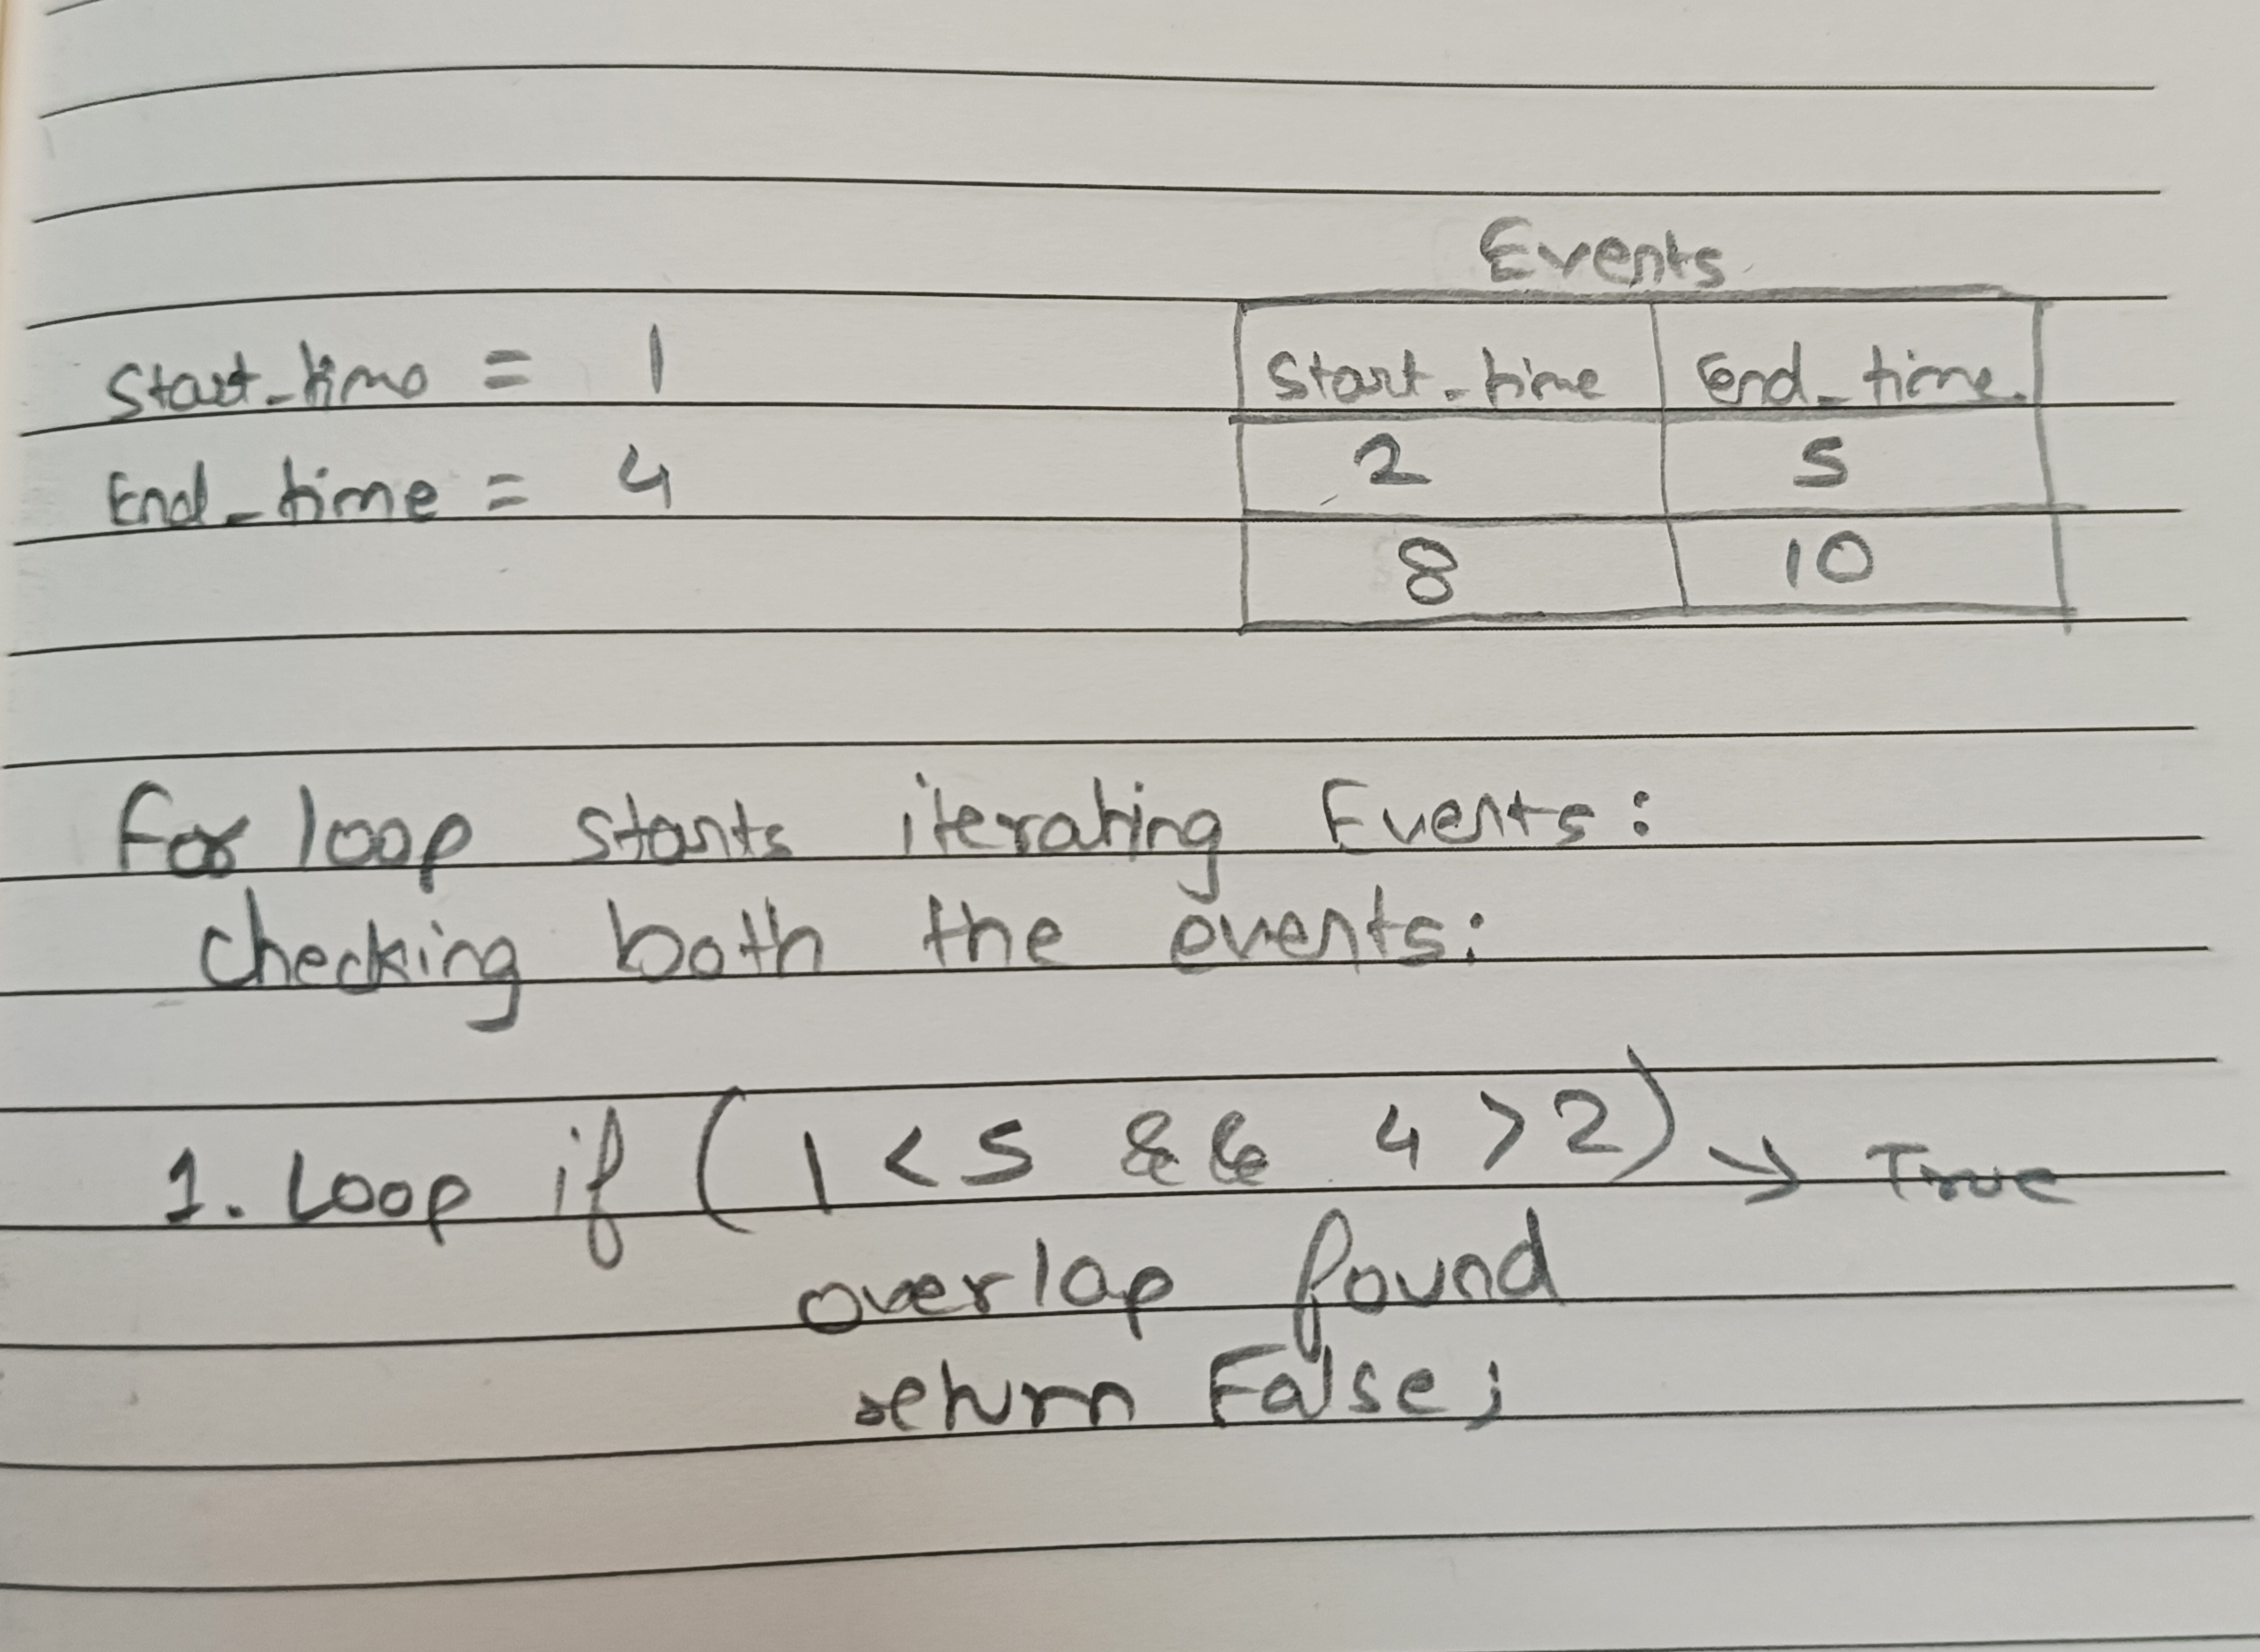 Events
Start_time = 1
Start_time End_time.
End_time = 4
2 5
8 10
For loop starts iterating Events:
checking both the events:
1. Loop if (1 < 5 && 4 > 2) → True
overlap found
return False;